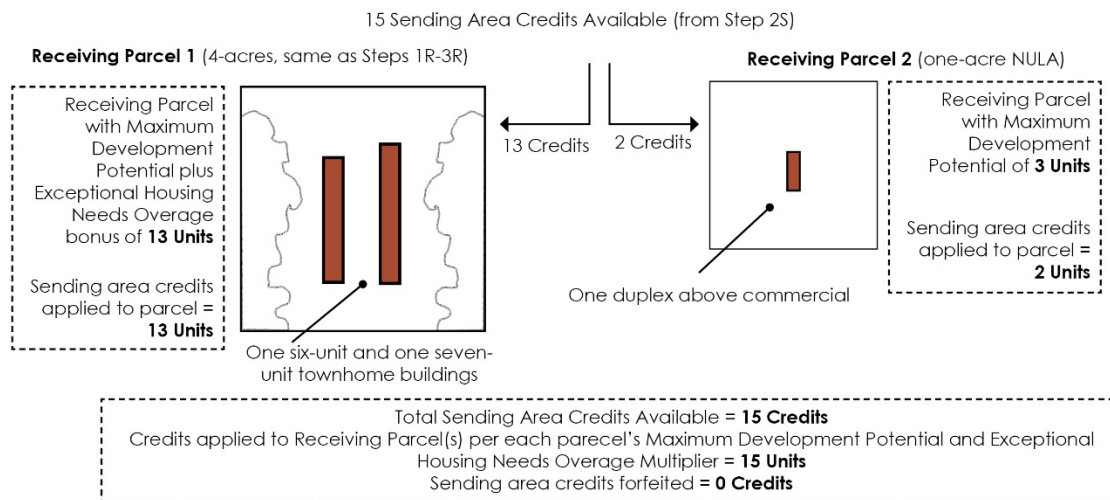 15 Sending Area Credits Available (from Step 2S)
Receiving Parcel 1 (4-acres, same as Steps 1R-3R)
Receiving Parcel
with Maximum
Development
Potential plus
Exceptional Housing
Needs Overage
bonus of 13 Units
Sending area credits
applied to parcel =
13 Units
One six-unit and one seven-
unit townhome buildings
13 Credits
2 Credits
Receiving Parcel 2 (one-acre NULA)
One duplex above commercial
Receiving Parcel
with Maximum
Development
Potential of 3 Units
Sending area credits
applied to parcel =
2 Units
Total Sending Area Credits Available = 15 Credits
Credits applied to Receiving Parcel(s) per each parecel's Maximum Development Potential and Exceptional
Housing Needs Overage Multiplier = 15 Units
Sending area credits forfeited = 0 Credits